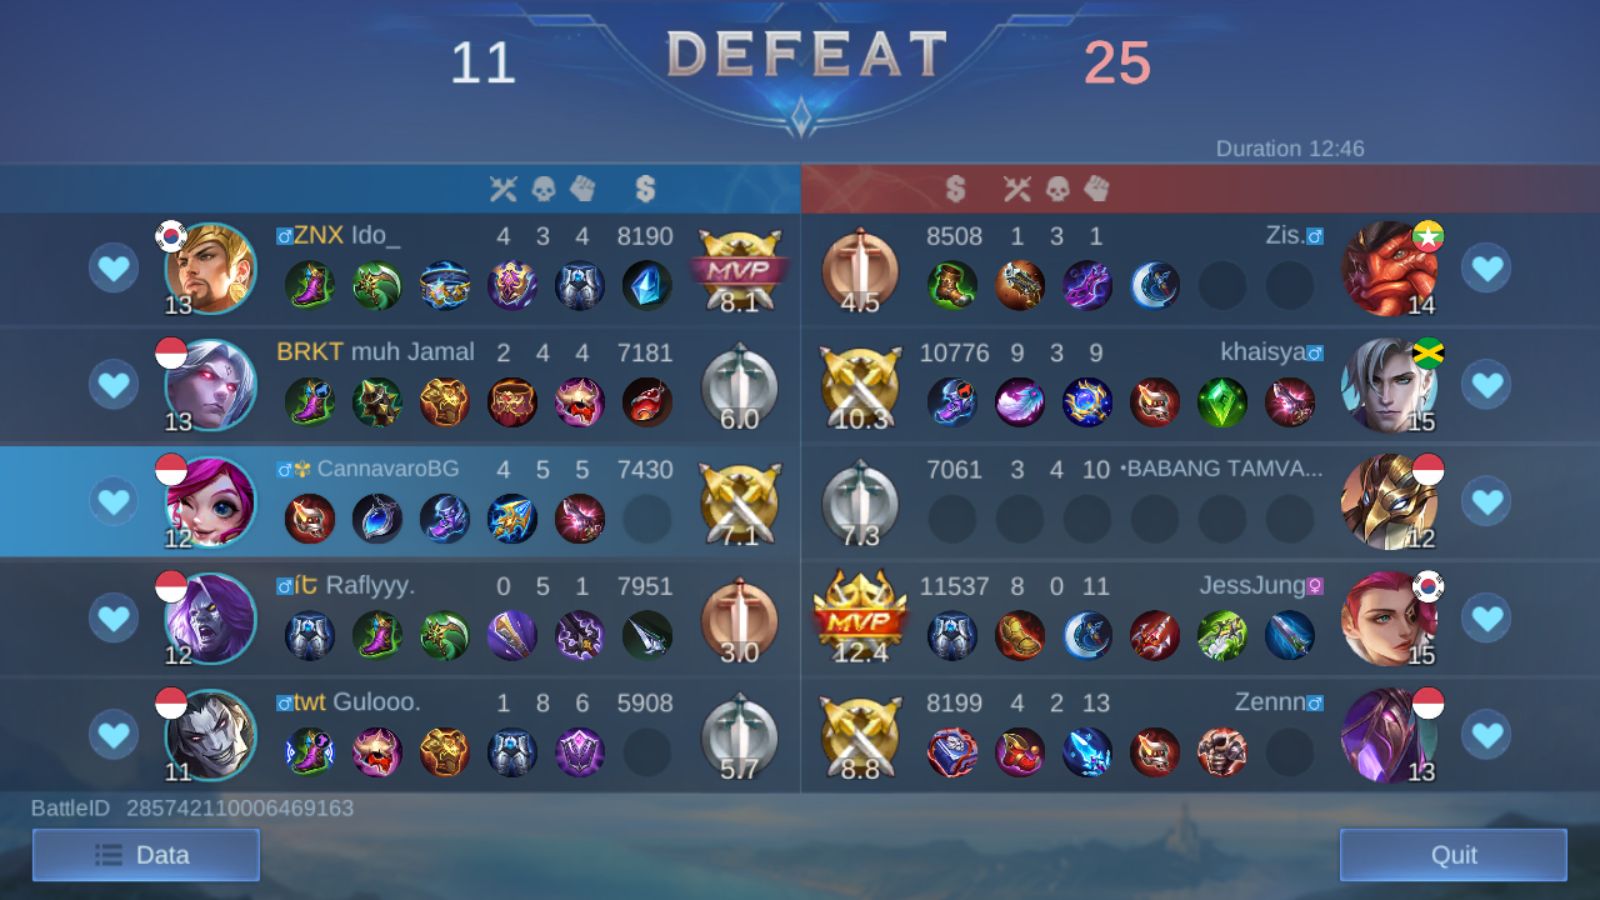 11 DEFEAT 25
Duration 12:46
ZNX Ido_ 4 3 4 8190
MVP 8.1
13
4.5
8508 1 3 1 Zis.
14
BRKT muh Jamal 2 4 4 7181
6.0
13
10.3
10776 9 3 9 khaisya
15
CannavaroBG 4 5 5 7430
7.1
12
7.3
7061 3 4 10 •BABANG TAMVA...
12
íȶ Raflyyy. 0 5 1 7951
3.0
12
MVP 12.4
11537 8 0 11 JessJung
15
twt Gulooo. 1 8 6 5908
5.7
11
8.8
8199 4 2 13 Zennn
13
BattleID 285742110006469163
Data
Quit